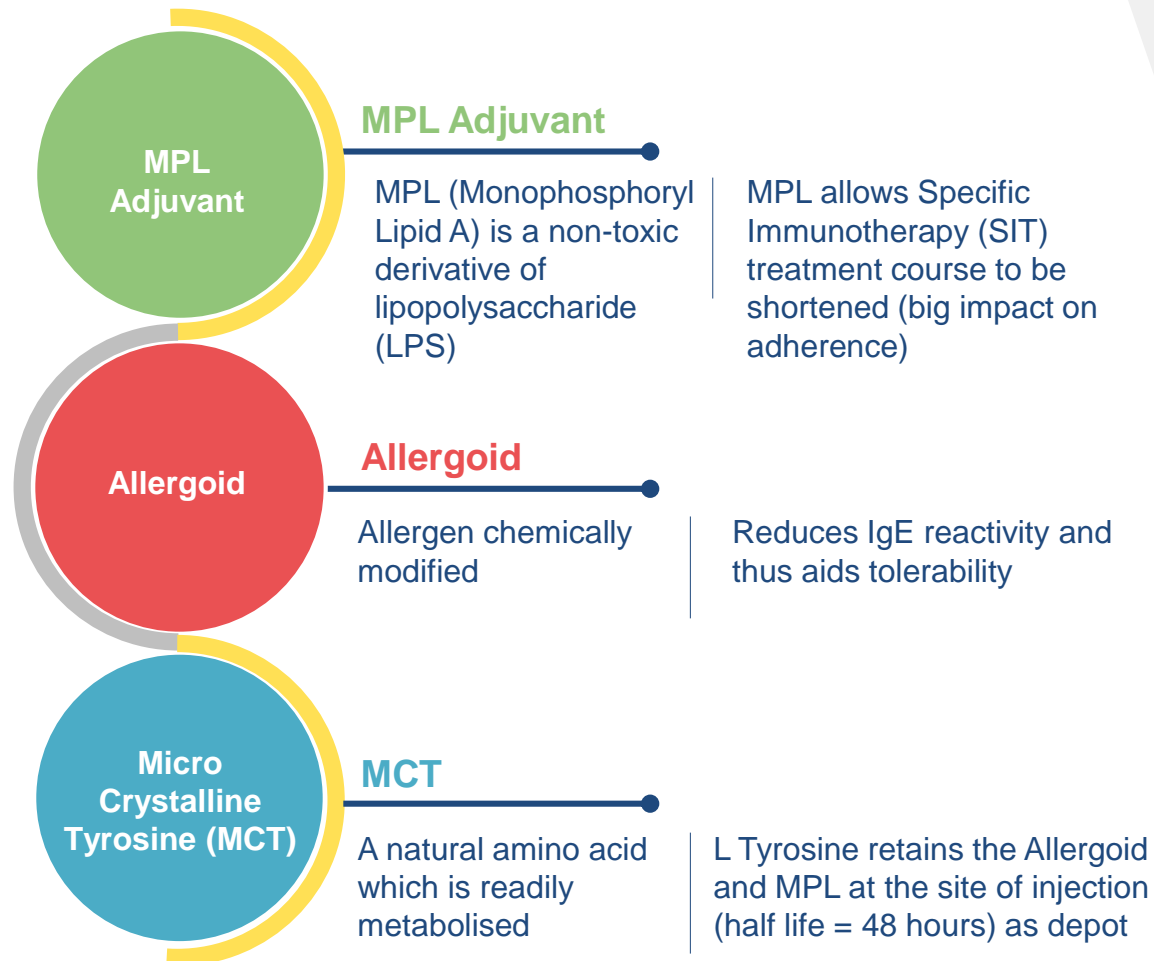 MPL
Adjuvant
MPL Adjuvant
MPL (Monophosphoryl
Lipid A) is a non-toxic
derivative of
lipopolysaccharide
(LPS)
MPL allows Specific
Immunotherapy (SIT)
treatment course to be
shortened (big impact on
adherence)
Allergoid
Allergoid
Allergen chemically
modified
Reduces IgE reactivity and
thus aids tolerability
Micro
Crystalline
Tyrosine (MCT)
MCT
A natural amino acid
which is readily
metabolised
L Tyrosine retains the Allergoid
and MPL at the site of injection
(half life = 48 hours) as depot